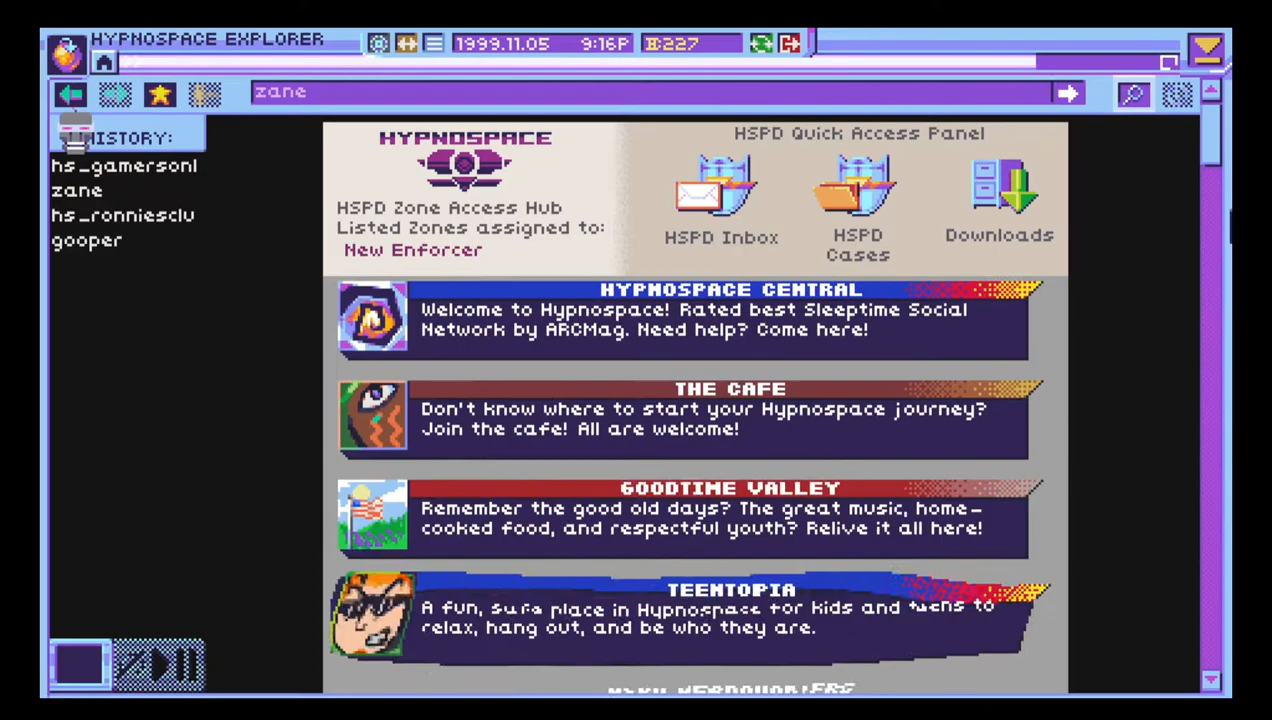 HYPNOSPACE EXPLORER
1999.11.05 9:16P 227
zane
HISTORY:
hs_gamersonl
zane
hs_ronniesclu
gooper
HYPNOSPACE
HSPD Zone Access Hub
Listed Zones assigned to:
New Enforcer
HSPD Quick Access Panel
HSPD Inbox
HSPD
Cases
Downloads
HYPNOSPACE CENTRAL
Welcome to Hypnospace! Rated best Sleeptime Social
Network by ARCMag. Need help? Come here!
THE CAFE
Don't know where to start your Hypnospace journey?
Join the cafe! All are welcome!
GOODTIME VALLEY
Remember the good old days? The great music, home-
cooked food, and respectful youth? Relive it all here!
TEENTOPIA
A fun, safe place in Hypnospace for kids and teens to
relax, hang out, and be who they are.